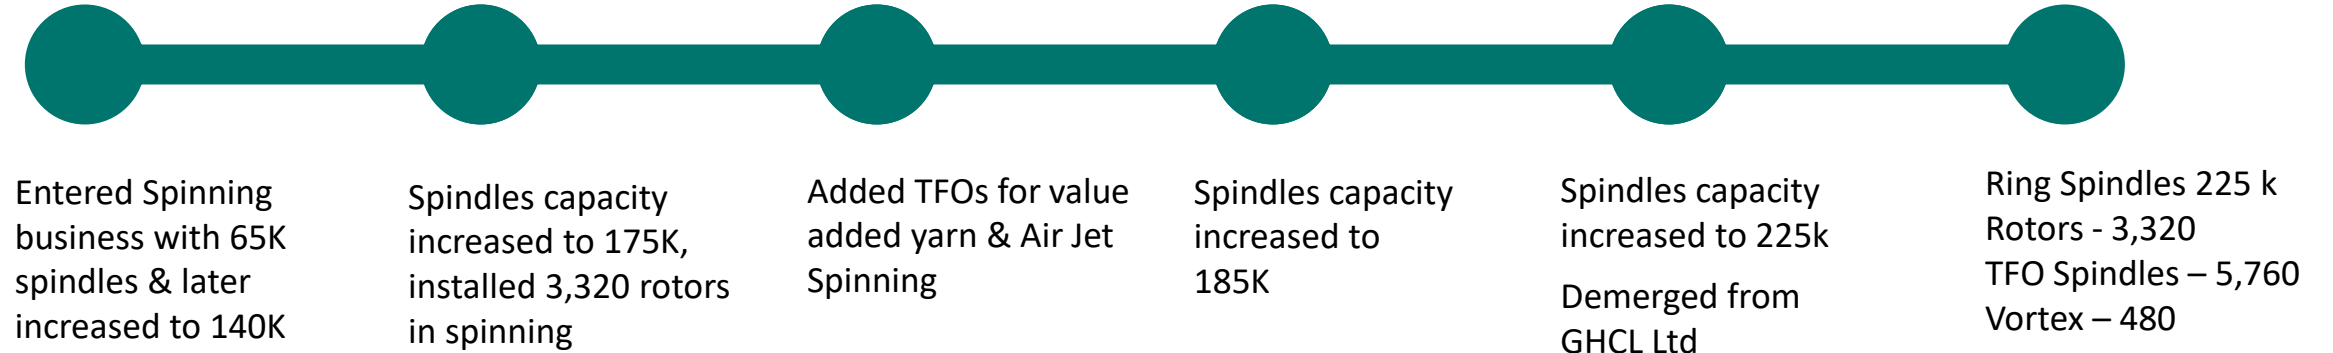 Entered Spinning
business with 65K
spindles & later
increased to 140K
Spindles capacity
increased to 175K,
installed 3,320 rotors
in spinning
Added TFOs for value
added yarn & Air Jet
Spinning
Spindles capacity
increased to
185K
Spindles capacity
increased to 225k
Demerged from
GHCL Ltd
Ring Spindles 225 k
Rotors - 3,320
TFO Spindles – 5,760
Vortex – 480